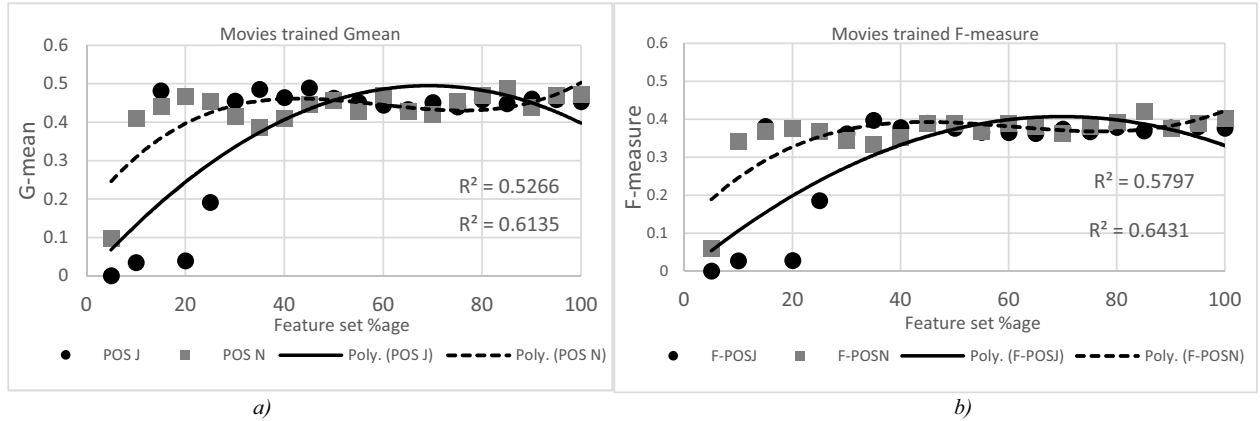 Movies trained Gmean
0.6
0.5
0.4
0.3
0.2
0.1
0
G-mean
R² = 0.5266
R² = 0.6135
0 20 40 60 80 100
Feature set %age
POS J POS N Poly. (POS J) Poly. (POS N)
a)
Movies trained F-measure
0.6
0.5
0.4
0.3
0.2
0.1
0
F-measure
R² = 0.5797
R² = 0.6431
0 20 40 60 80 100
Feature set %age
F-POSJ F-POSN Poly. (F-POSJ) Poly. (F-POSN)
b)